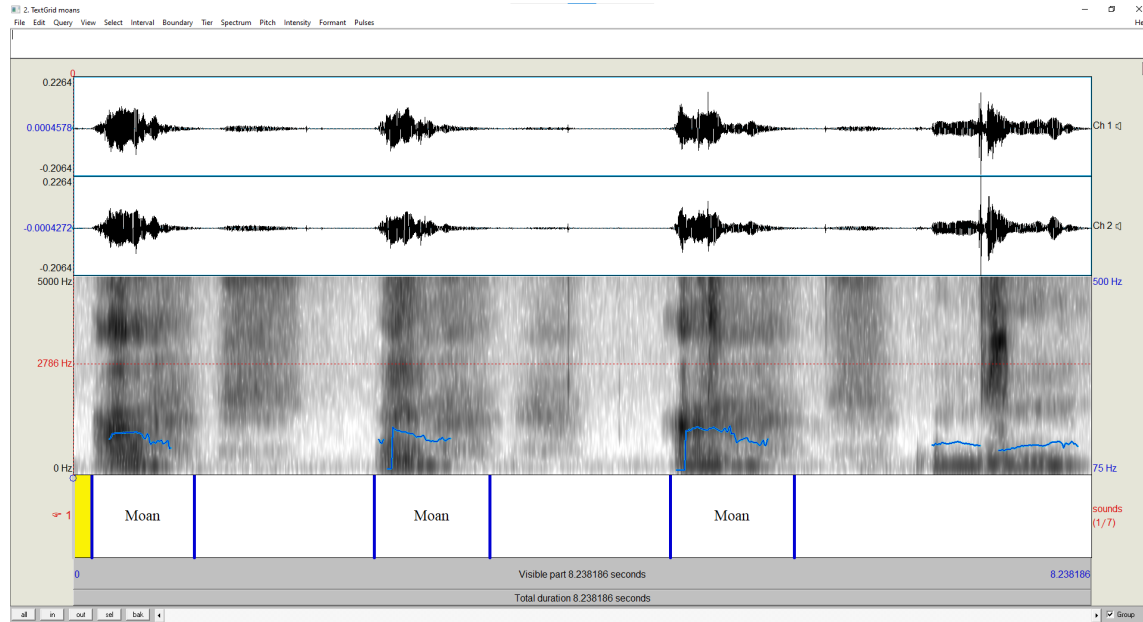 2. TextGrid moans
File Edit Query View Select Interval Boundary Tier Spectrum Pitch Intensity Formant Pulses He
0
0.2264
0.0004578
Ch 1
-0.2064
0.2264
-0.0004272
Ch 2
-0.2064
5000 Hz 500 Hz
2786 Hz
0 Hz 75 Hz
1 Moan Moan Moan sounds
(1/7)
0 Visible part 8.238186 seconds 8.238186
Total duration 8.238186 seconds
all in out sel bak Group